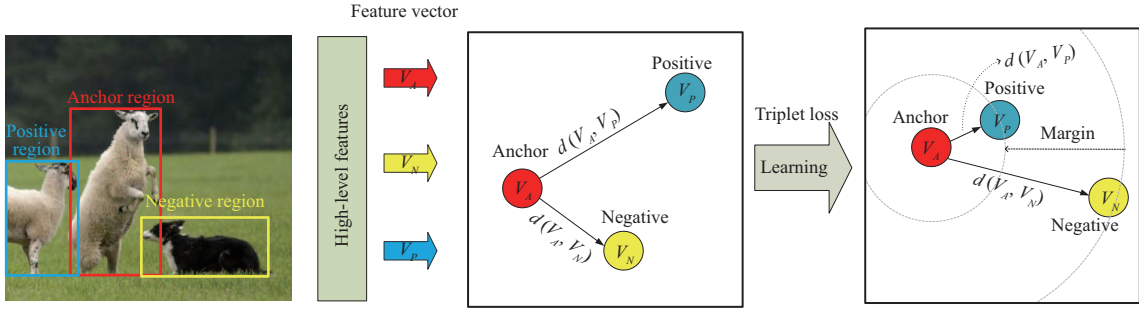 Feature vector
Anchor region
Positive
region
Negative region
High-level features
V_A
V_N
V_P
Positive
V_P
d (V_A, V_P)
Anchor
V_A
Negative
V_N
d (V_A, V_N)
Triplet loss
Learning
d (V_A, V_P)
Positive
V_P
Anchor
V_A
Margin
d (V_A, V_N)
V_N
Negative